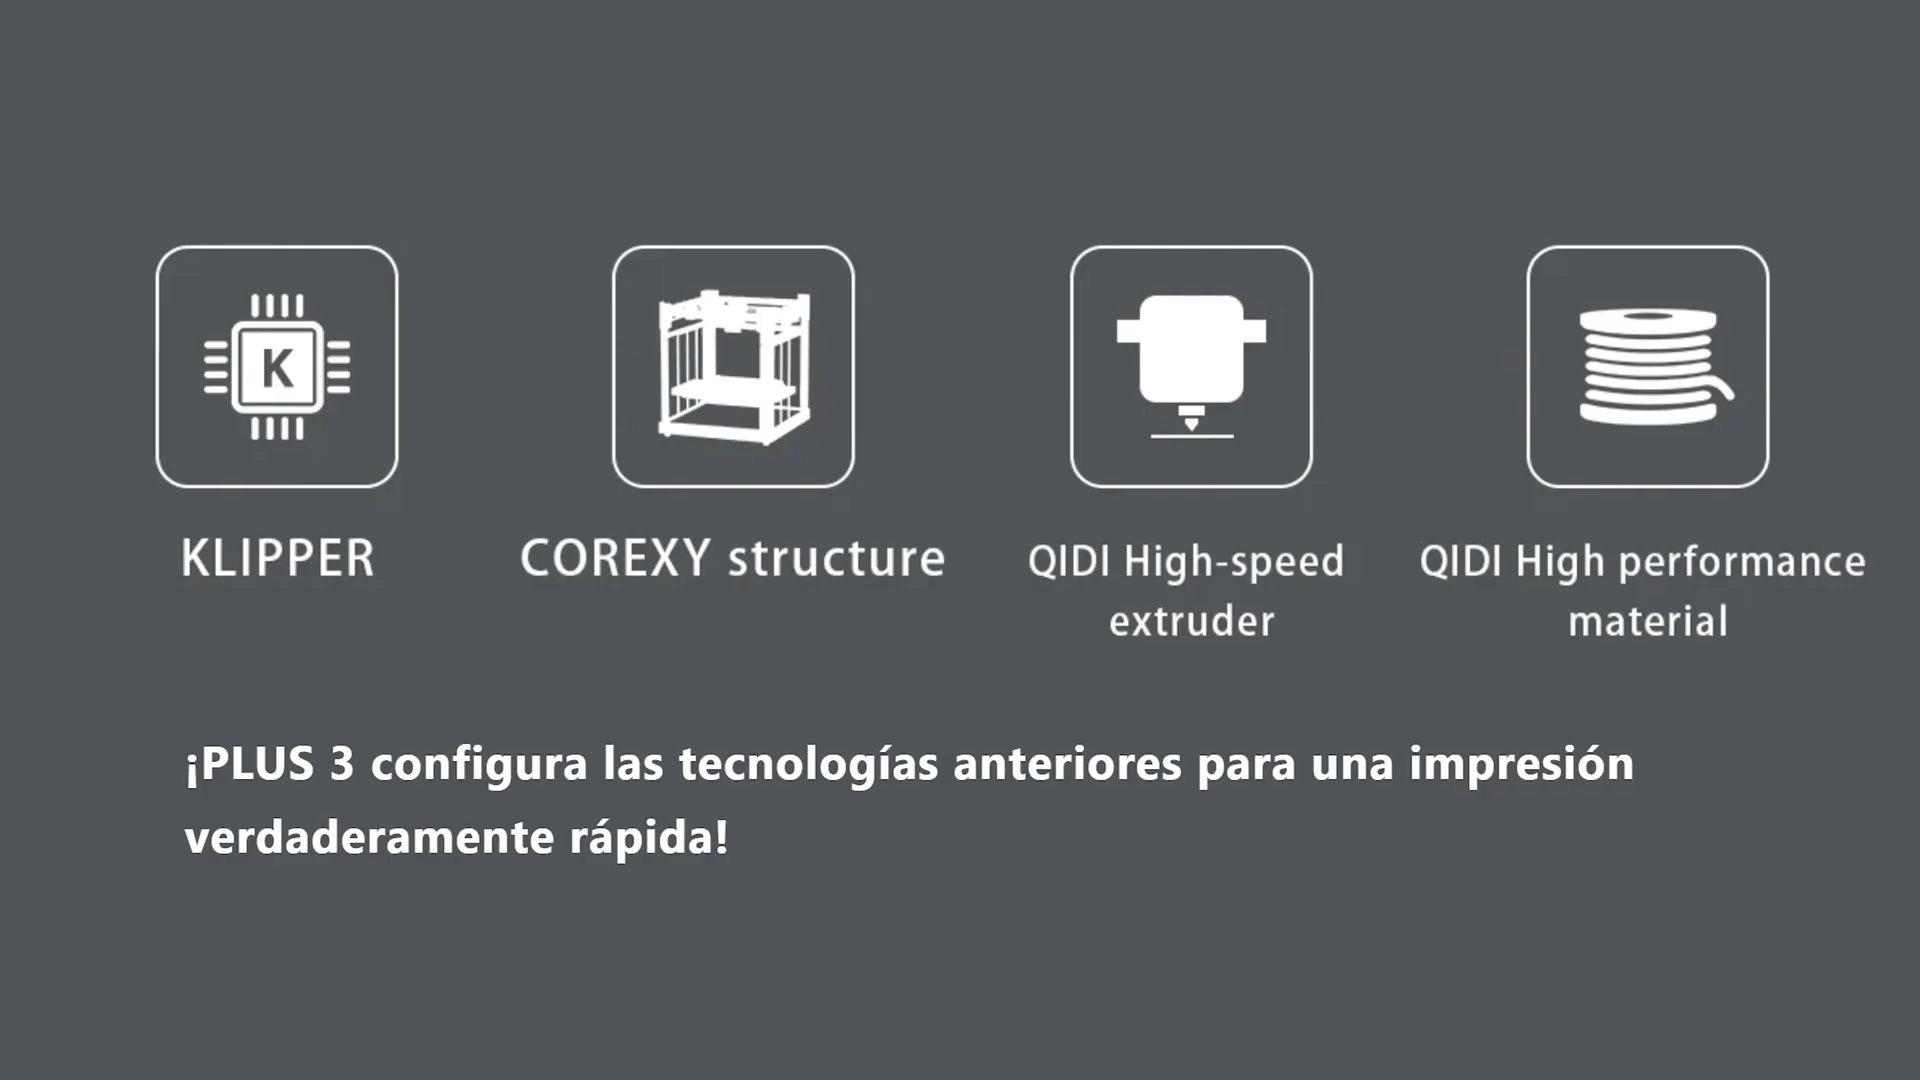 K
KLIPPER
COREXY structure
QIDI High-speed
extruder
QIDI High performance
material
¡PLUS 3 configura las tecnologías anteriores para una impresión
verdaderamente rápida!